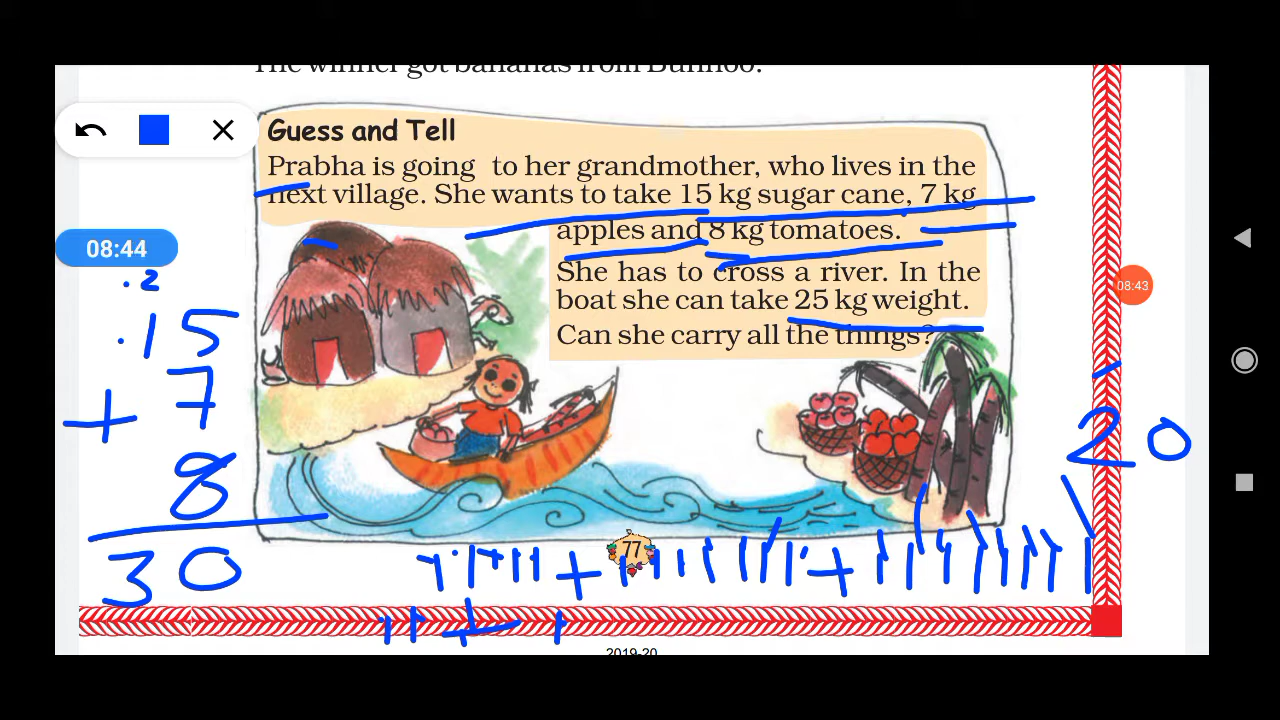 The winner got bananas from Bunnoo.
Guess and Tell
Prabha is going to her grandmother, who lives in the
next village. She wants to take 15 kg sugar cane, 7 kg
apples and 8 kg tomatoes.
She has to cross a river. In the
boat she can take 25 kg weight.
Can she carry all the things?
08:44
08:43
2
15
+ 7
8
30
20
77
2019-20